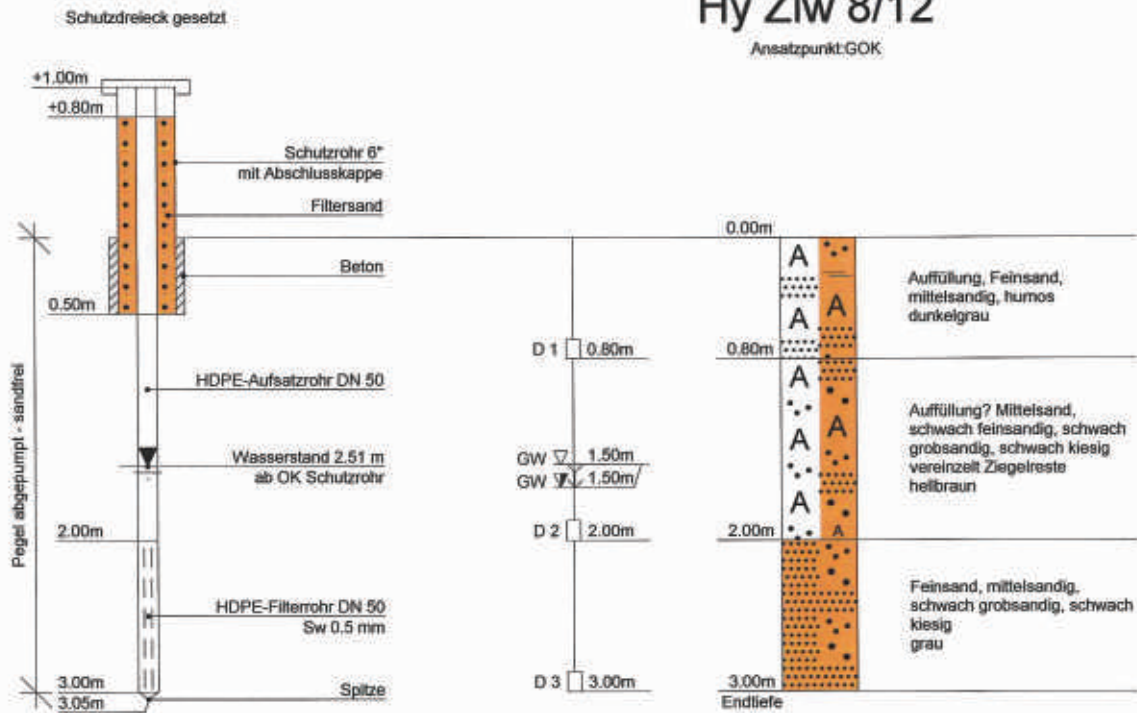 Schutzdreieck gesetzt
Hy Zlw 8/12
Ansatzpunkt:GOK
+1.00m
+0.80m
Schutzrohr 6"
mit Abschlusskappe
Filtersand
Beton
0.50m
HDPE-Aufsatzrohr DN 50
Wasserstand 2.51 m
ab OK Schutzrohr
2.00m
HDPE-Filterrohr DN 50
Sw 0.5 mm
3.00m
3.05m
Spitze
Pegel abgepumpt - sandfrei
D 1 0.80m
GW 1.50m
GW 1.50m
D 2 2.00m
D 3 3.00m
0.00m
0.80m
2.00m
3.00m
Endtiefe
A
A
A
A
A
A
A
A
Auffüllung, Feinsand,
mittelsandig, humos
dunkelgrau
Auffüllung? Mittelsand,
schwach feinsandig, schwach
grobsandig, schwach kiesig
vereinzelt Ziegelreste
hellbraun
Feinsand, mittelsandig,
schwach grobsandig, schwach
kiesig
grau